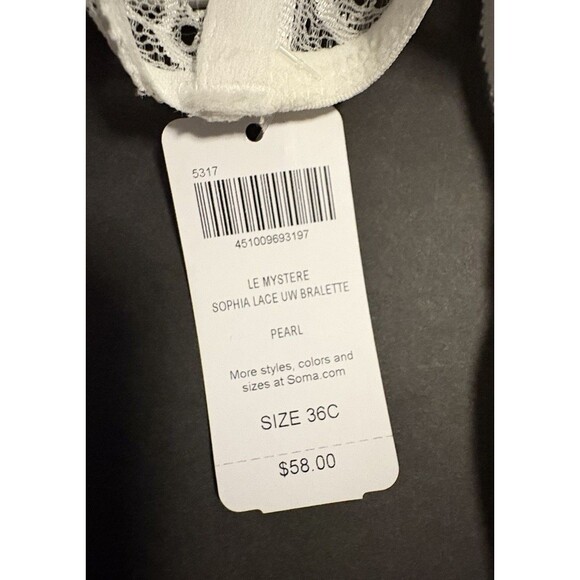 5317
451009693197
LE MYSTERE
SOPHIA LACE UW BRALETTE
PEARL
More styles, colors and
sizes at Soma.com
SIZE 36C
$58.00